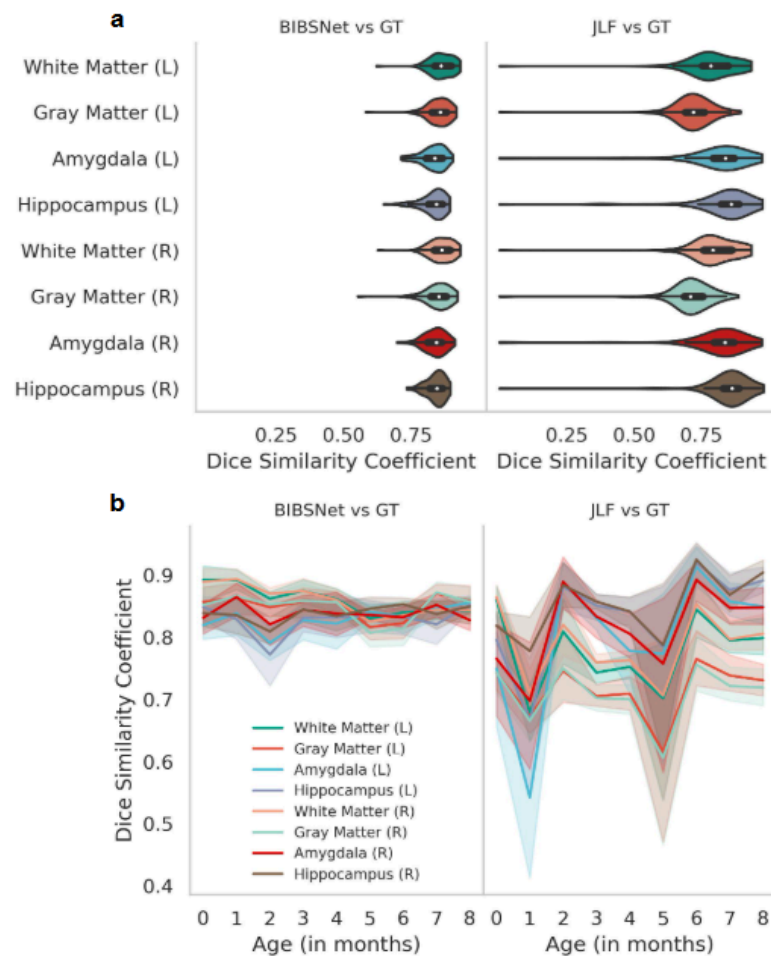 a
BIBSNet vs GT
JLF vs GT
White Matter (L)
Gray Matter (L)
Amygdala (L)
Hippocampus (L)
White Matter (R)
Gray Matter (R)
Amygdala (R)
Hippocampus (R)
0.25 0.50 0.75
0.25 0.50 0.75
Dice Similarity Coefficient
Dice Similarity Coefficient
b
BIBSNet vs GT
JLF vs GT
Dice Similarity Coefficient
0.9
0.8
0.7
0.6
0.5
0.4
White Matter (L)
Gray Matter (L)
Amygdala (L)
Hippocampus (L)
White Matter (R)
Gray Matter (R)
Amygdala (R)
Hippocampus (R)
0 1 2 3 4 5 6 7 8
0 1 2 3 4 5 6 7 8
Age (in months)
Age (in months)